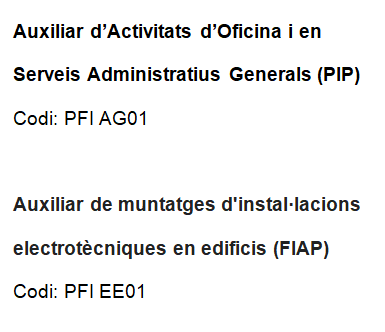 Auxiliar d’Activitats d’Oficina i en
Serveis Administratius Generals (PIP)
Codi: PFI AG01
Auxiliar de muntatges d'instal·lacions
electrotècniques en edificis (FIAP)
Codi: PFI EE01